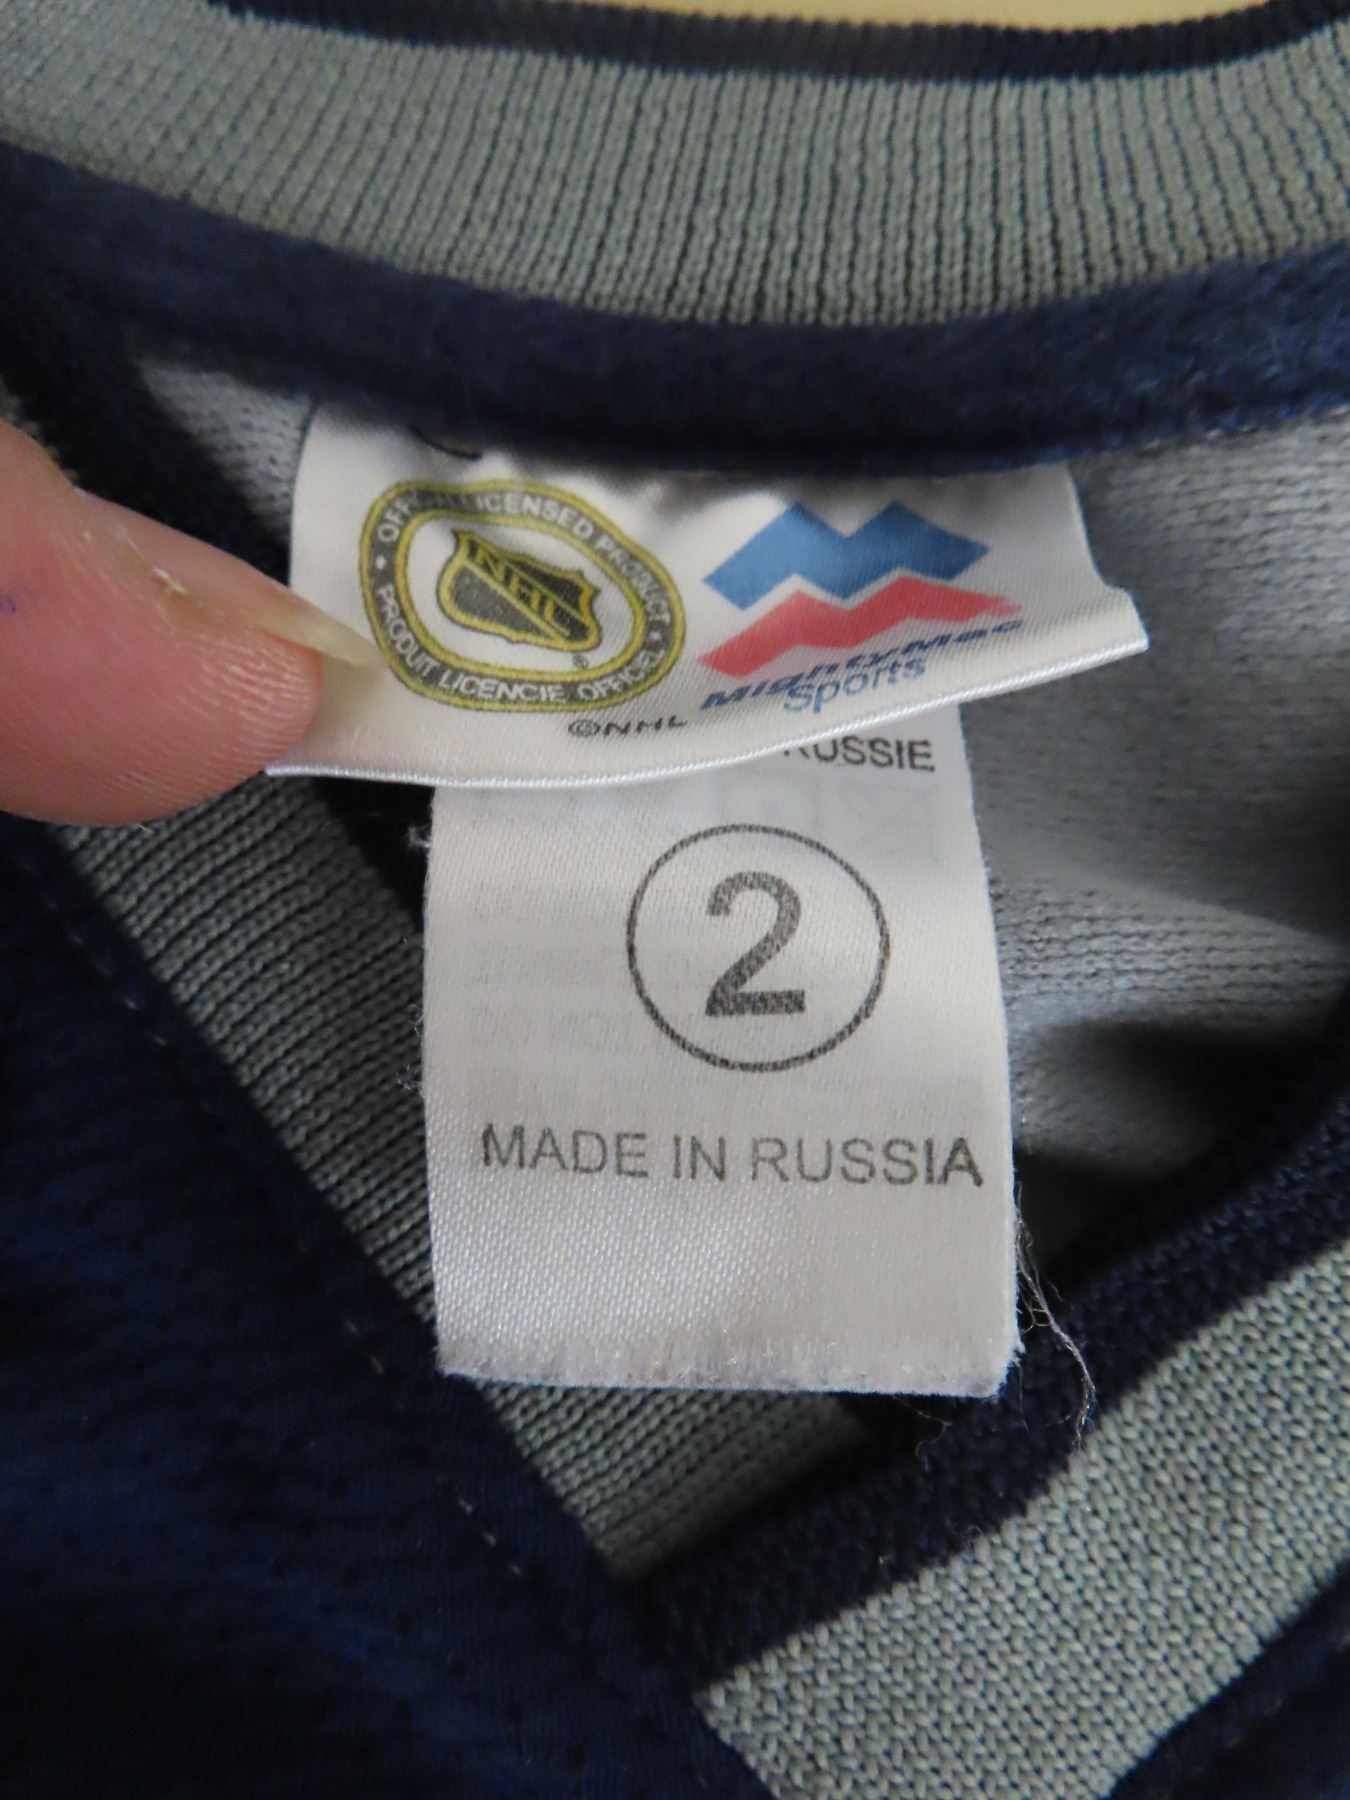 OFFICIAL LICENSED PRODUCT
NHL
®
PRODUIT LICENCIE OFFICIEL
©NHL
MightyMac
Sports
RUSSIE
2
MADE IN RUSSIA